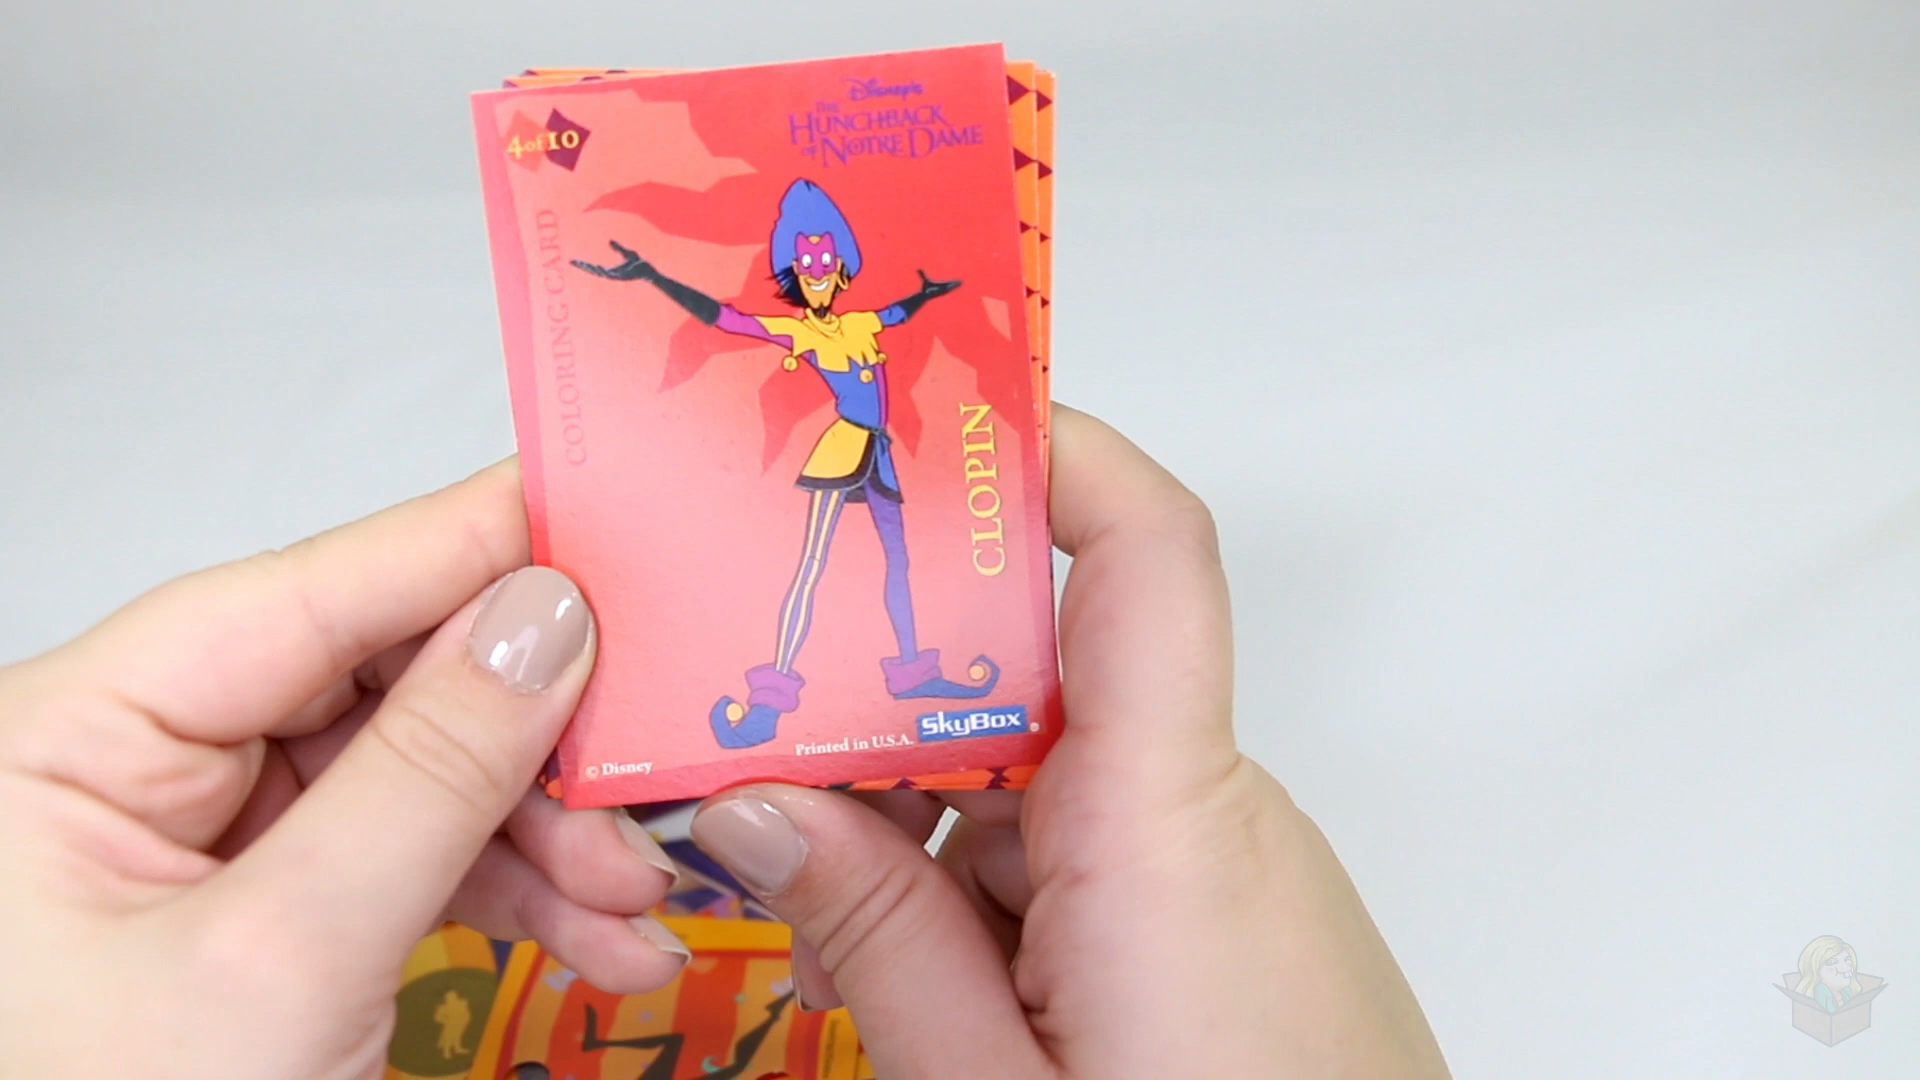 4 of 10
Disney's
THE
HUNCHBACK
OF NOTRE DAME
COLORING CARD
CLOPIN
SkyBox®
Printed in U.S.A.
© Disney